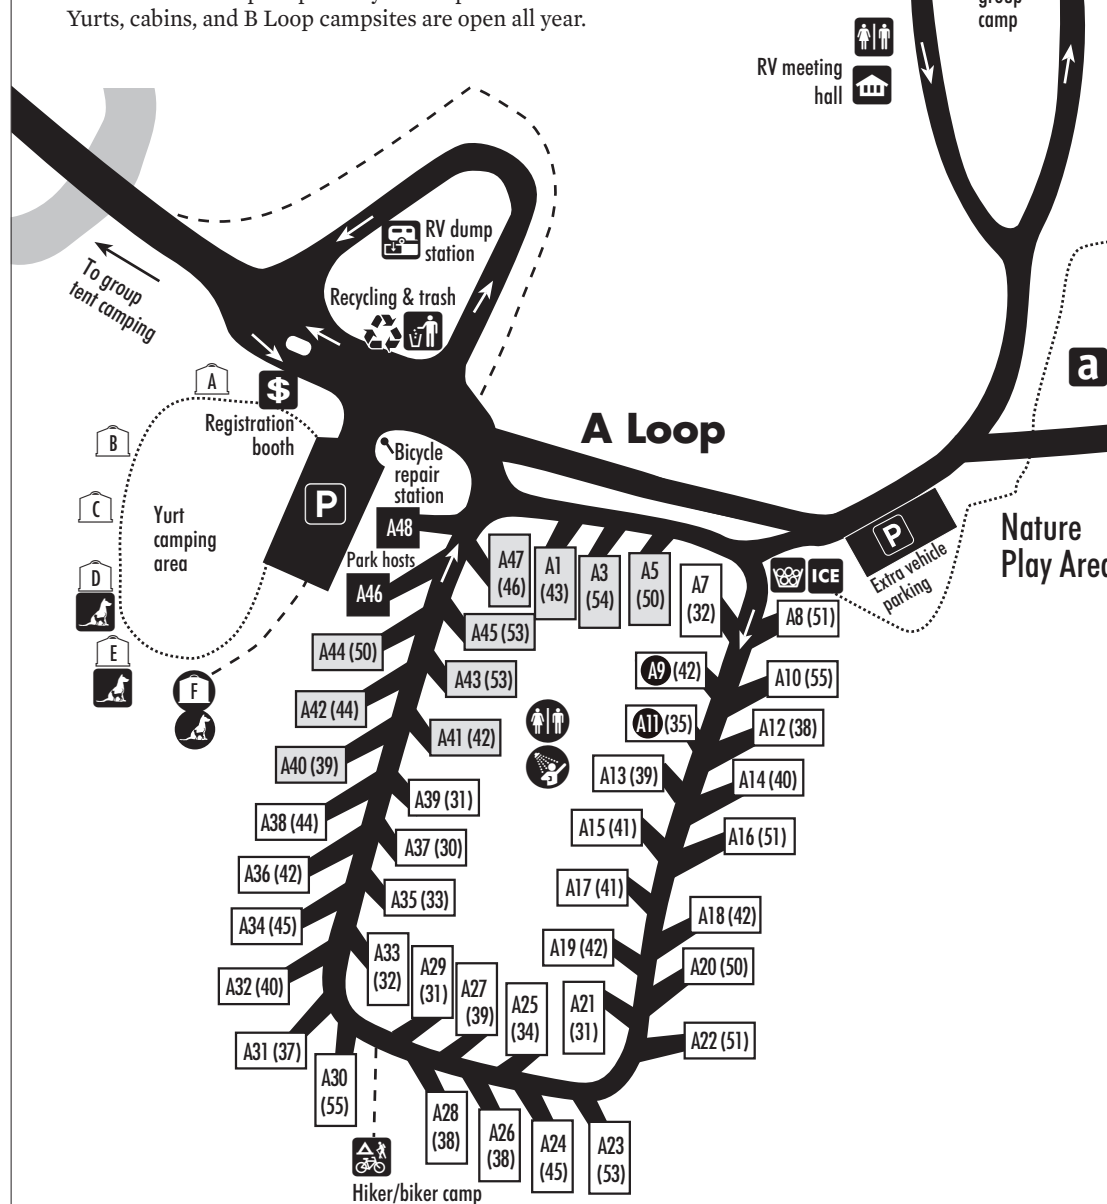 Yurts, cabins, and B Loop campsites are open all year.
camp
RV meeting
hall
RV dump
station
Recycling & trash
To group
tent camping
A
$
Registration
booth
B
C
D
E
F
Yurt
camping
area
P
Bicycle
repair
station
A Loop
a
Nature
Play Area
P
Extra vehicle
parking
ICE
A48
Park hosts
A46
A47
(46)
A1
(43)
A3
(54)
A5
(50)
A7
(32)
A8 (51)
A45 (53)
A44 (50)
A43 (53)
A42 (44)
A41 (42)
A40 (39)
A39 (31)
A38 (44)
A37 (30)
A36 (42)
A35 (33)
A34 (45)
A33
(32)
A32 (40)
A31 (37)
A30
(55)
A29
(31)
A27
(39)
A25
(34)
A28
(38)
A26
(38)
A24
(45)
A23
(53)
A9 (42)
A10 (55)
A11 (35)
A12 (38)
A13 (39)
A14 (40)
A15 (41)
A16 (51)
A17 (41)
A18 (42)
A19 (42)
A20 (50)
A21
(31)
A22 (51)
Hiker/biker camp